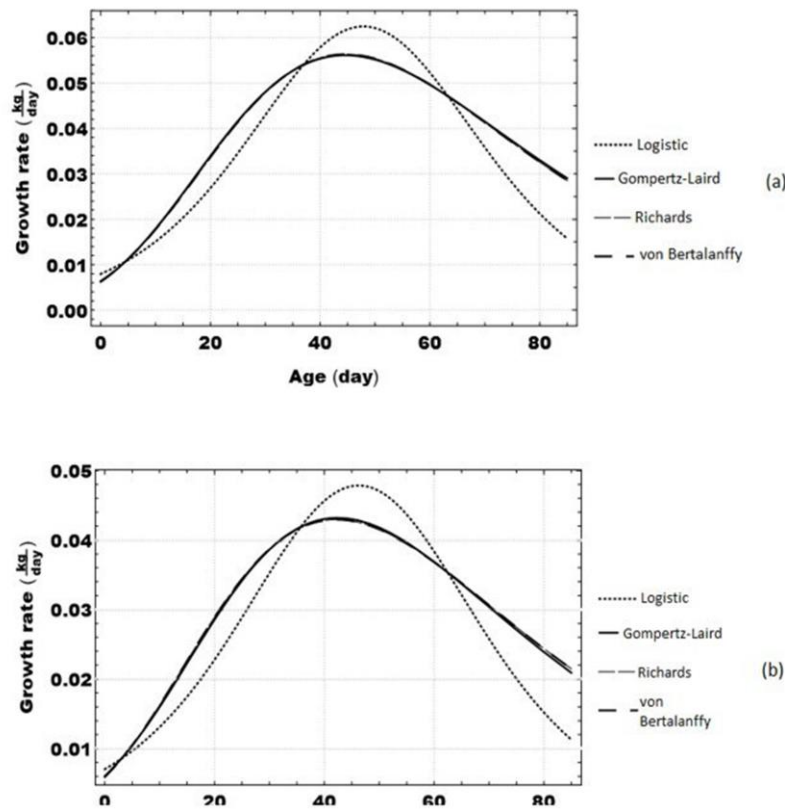 0.06
0.05
0.04
0.03
0.02
0.01
0.00
Growth rate (kg/day)
0 20 40 60 80
Age (day)
Logistic
Gompertz-Laird
Richards
von Bertalanffy
(a)
0.05
0.04
0.03
0.02
0.01
Growth rate (kg/day)
0 20 40 60 80
Logistic
Gompertz-Laird
Richards
von
Bertalanffy
(b)